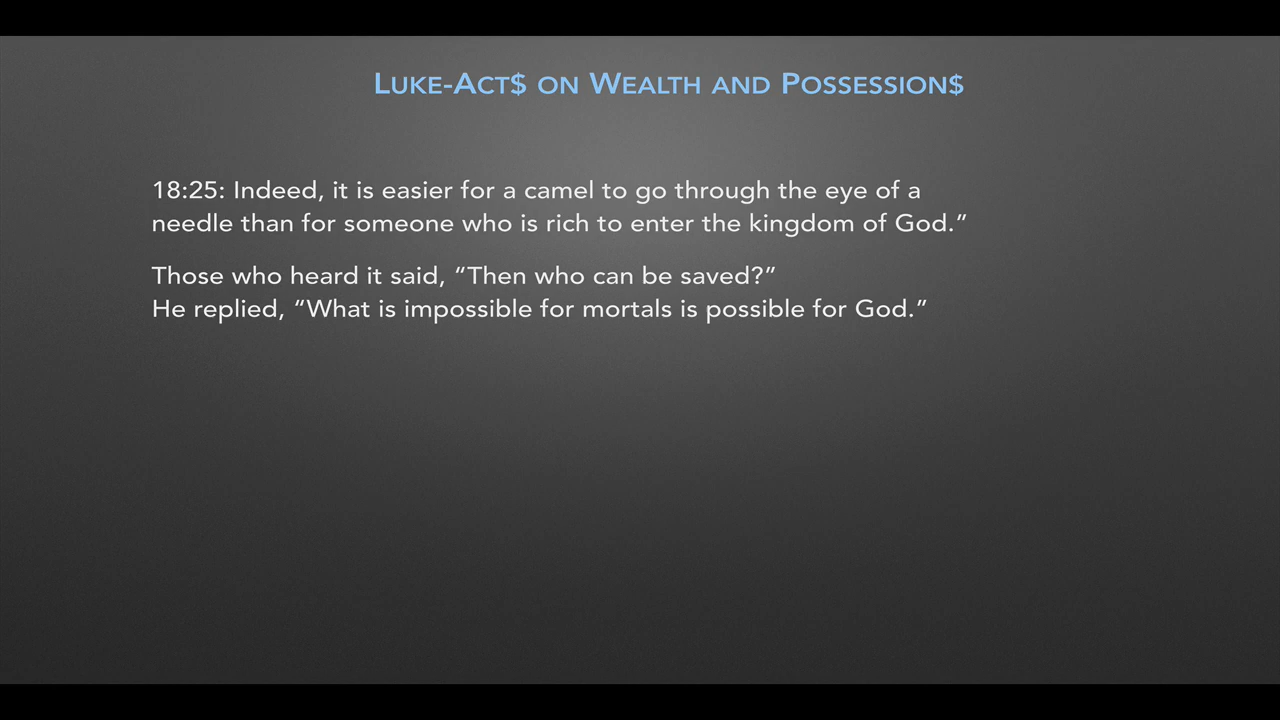 Luke-Act$ on Wealth and Possession$
18:25: Indeed, it is easier for a camel to go through the eye of a
needle than for someone who is rich to enter the kingdom of God.”
Those who heard it said, “Then who can be saved?”
He replied, “What is impossible for mortals is possible for God.”